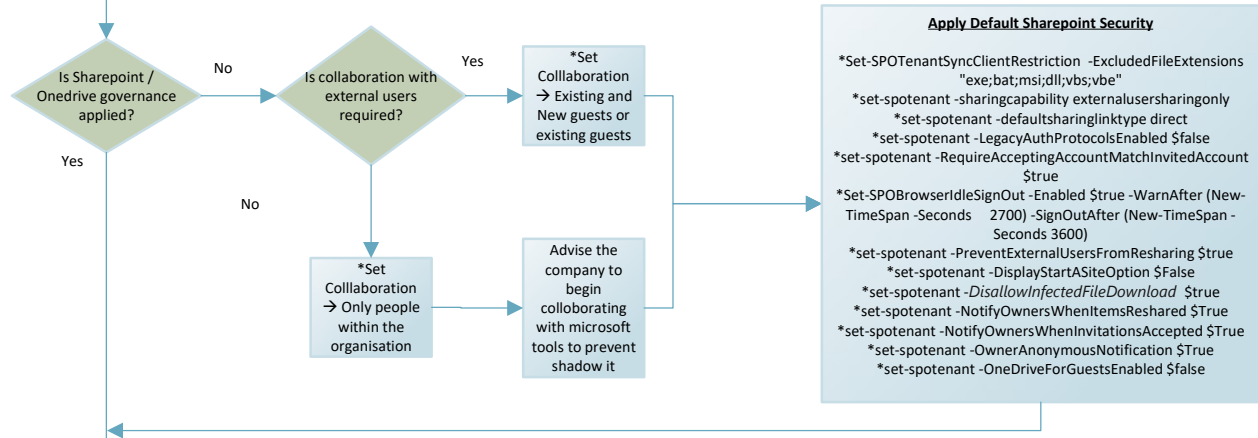 Is Sharepoint /
Onedrive governance
applied?
No
Yes
Is collaboration with
external users
required?
Yes
No
*Set
Colllaboration
→ Existing and
New guests or
existing guests
*Set
Colllaboration
→ Only people
within the
organisation
Advise the
company to
begin
colloborating
with microsoft
tools to prevent
shadow it
Apply Default Sharepoint Security
*Set-SPOTenantSyncClientRestriction -ExcludedFileExtensions
"exe;bat;msi;dll;vbs;vbe"
*set-spotenant -sharingcapability externalusersharingonly
*set-spotenant -defaultsharinglinktype direct
*set-spotenant -LegacyAuthProtocolsEnabled $false
*set-spotenant -RequireAcceptingAccountMatchInvitedAccount
$true
*Set-SPOBrowserIdleSignOut -Enabled $true -WarnAfter (New-
TimeSpan -Seconds 2700) -SignOutAfter (New-TimeSpan -
Seconds 3600)
*set-spotenant -PreventExternalUsersFromResharing $true
*set-spotenant -DisplayStartASiteOption $False
*set-spotenant -DisallowInfectedFileDownload $true
*set-spotenant -NotifyOwnersWhenItemsReshared $True
*set-spotenant -NotifyOwnersWhenInvitationsAccepted $True
*set-spotenant -OwnerAnonymousNotification $True
*set-spotenant -OneDriveForGuestsEnabled $false